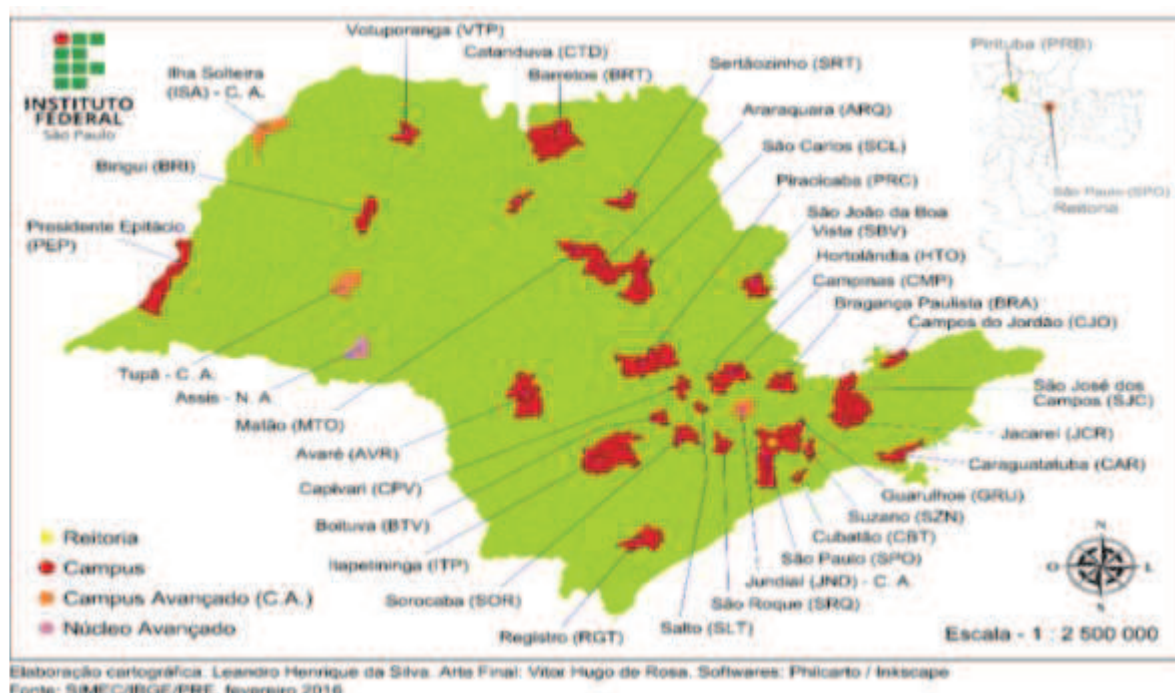 INSTITUTO
FEDERAL
São Paulo
Votuporanga (VTP)
Catanduva (CTD)
Barretos (BRT)
Ilha Solteira
(ISA) - C. A.
Sertãozinho (SRT)
Araraquara (ARQ)
São Carlos (SCL)
Piracicaba (PRC)
São João da Boa
Vista (SBV)
Hortolândia (HTO)
Campinas (CMP)
Bragança Paulista (BRA)
Campos do Jordão (CJO)
Pirituba (PRB)
São Paulo (SPO)
Reitoria
Birigui (BRI)
Presidente Epitácio
(PEP)
Tupã - C. A.
Assis - N. A.
Matão (MTO)
Avaré (AVR)
Capivari (CPV)
Boituva (BTV)
Itapetininga (ITP)
Sorocaba (SOR)
Registro (RGT)
São José dos
Campos (SJC)
Jacareí (JCR)
Caraguatatuba (CAR)
Guarulhos (GRU)
Suzano (SZN)
Cubatão (CBT)
São Paulo (SPO)
Jundiaí (JND) - C. A.
São Roque (SRQ)
Salto (SLT)
Reitoria
Campus
Campus Avançado (C.A.)
Núcleo Avançado
N
O L
S
Escala - 1 : 2 500 000
Elaboração cartográfica. Leandro Henrique da Silva. Arte Final: Vitor Hugo de Rosa. Softwares: Philcarto / Inkscape
Fonte: SIMEC/IBGE/PRE, fevereiro 2016